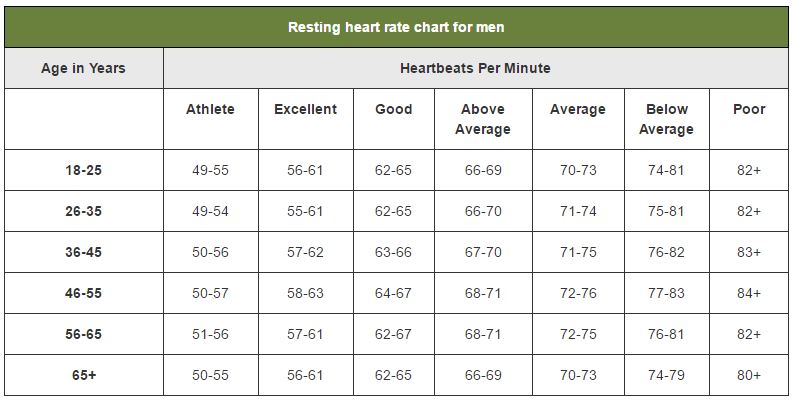 Resting heart rate chart for men
Age in Years Heartbeats Per Minute
Athlete Excellent Good Above Average Average Below Average Poor
18-25 49-55 56-61 62-65 66-69 70-73 74-81 82+
26-35 49-54 55-61 62-65 66-70 71-74 75-81 82+
36-45 50-56 57-62 63-66 67-70 71-75 76-82 83+
46-55 50-57 58-63 64-67 68-71 72-76 77-83 84+
56-65 51-56 57-61 62-67 68-71 72-75 76-81 82+
65+ 50-55 56-61 62-65 66-69 70-73 74-79 80+